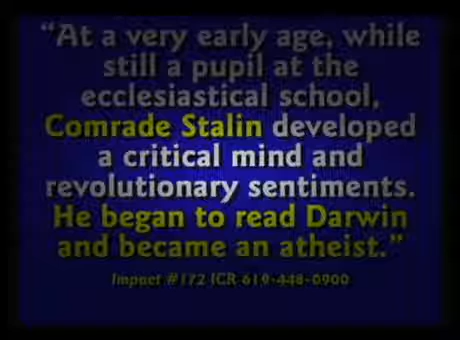 “At a very early age, while
still a pupil at the
ecclesiastical school,
Comrade Stalin developed
a critical mind and
revolutionary sentiments.
He began to read Darwin
and became an atheist.”
Impact #172 ICR 619-448-0900